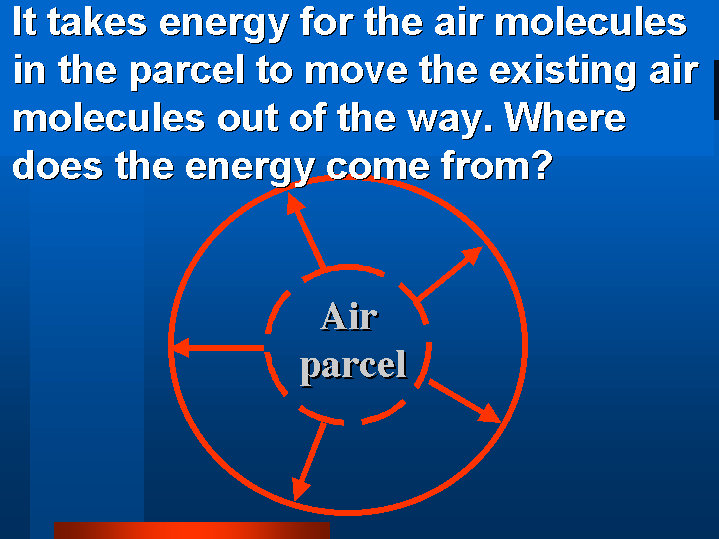 It takes energy for the air molecules
in the parcel to move the existing air
molecules out of the way. Where
does the energy come from?
Air
parcel